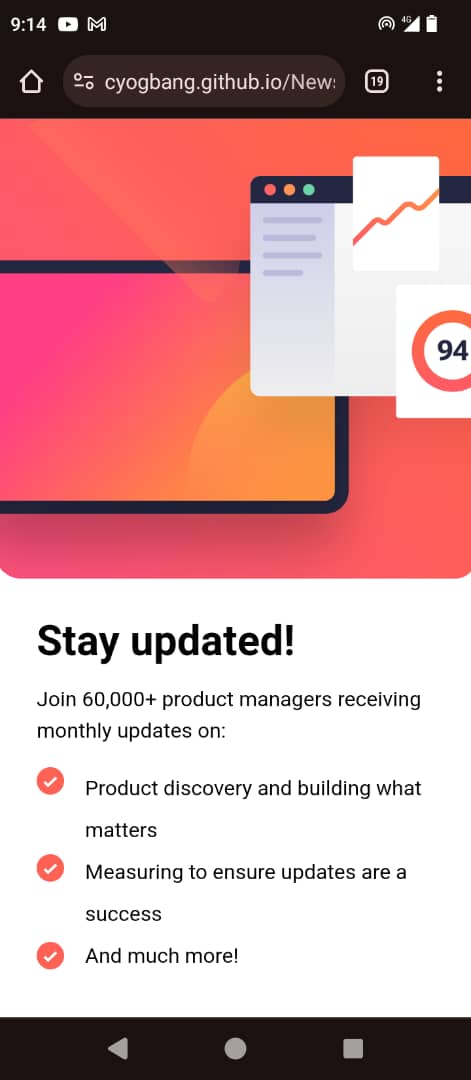 9:14
4G
cyogbang.github.io/News
19
94
Stay updated!
Join 60,000+ product managers receiving
monthly updates on:
Product discovery and building what
matters
Measuring to ensure updates are a
success
And much more!